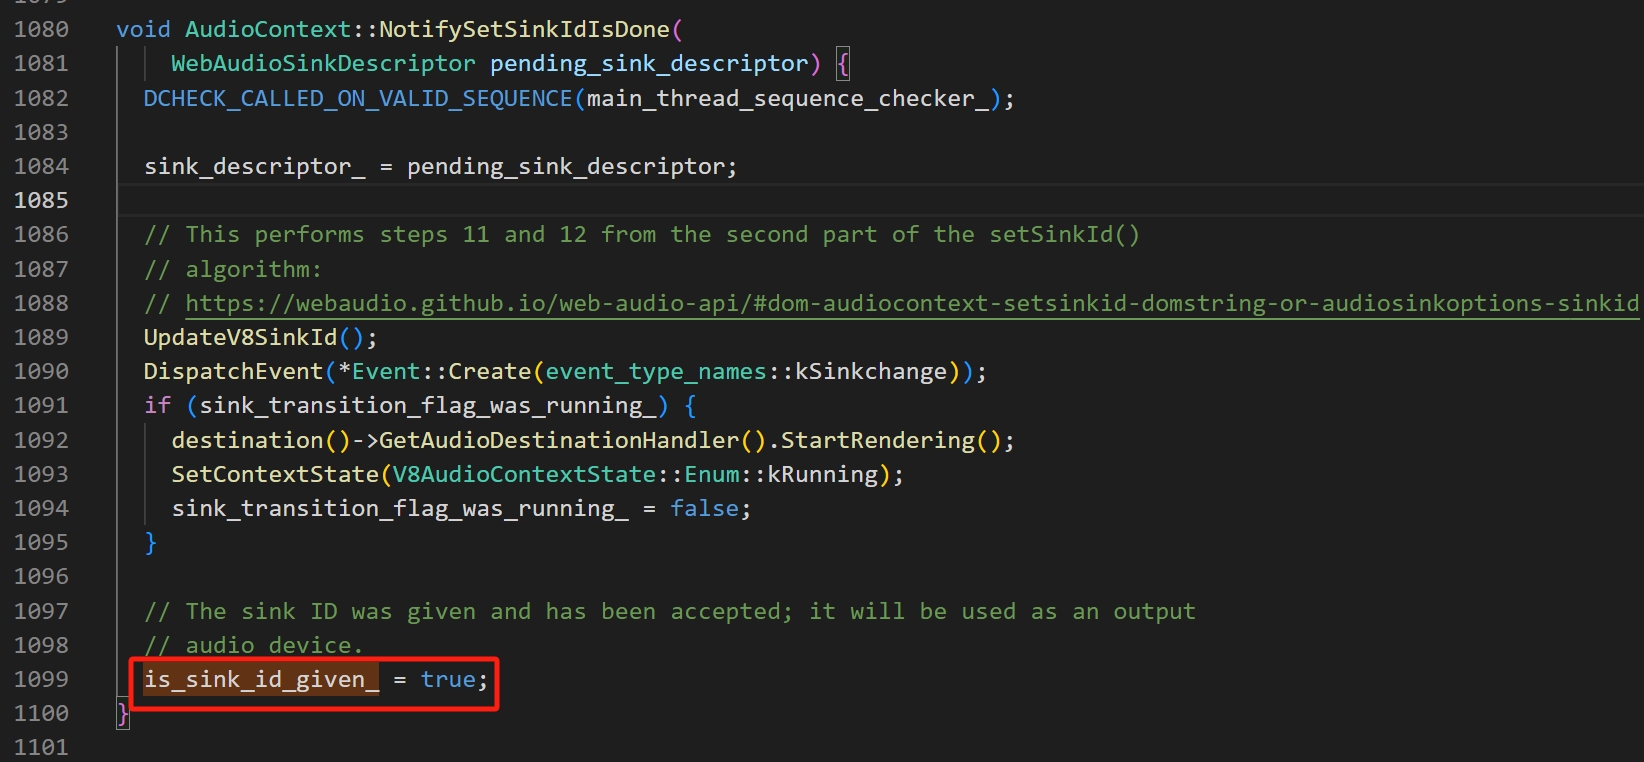 1080 void AudioContext::NotifySetSinkIdIsDone(
1081 WebAudioSinkDescriptor pending_sink_descriptor) {
1082 DCHECK_CALLED_ON_VALID_SEQUENCE(main_thread_sequence_checker_);
1083
1084 sink_descriptor_ = pending_sink_descriptor;
1085
1086 // This performs steps 11 and 12 from the second part of the setSinkId()
1087 // algorithm:
1088 // https://webaudio.github.io/web-audio-api/#dom-audiocontext-setsinkid-domstring-or-audiosinkoptions-sinkid
1089 UpdateV8SinkId();
1090 DispatchEvent(*Event::Create(event_type_names::kSinkchange));
1091 if (sink_transition_flag_was_running_) {
1092 destination()->GetAudioDestinationHandler().StartRendering();
1093 SetContextState(V8AudioContextState::Enum::kRunning);
1094 sink_transition_flag_was_running_ = false;
1095 }
1096
1097 // The sink ID was given and has been accepted; it will be used as an output
1098 // audio device.
1099 is_sink_id_given_ = true;
1100 }
1101